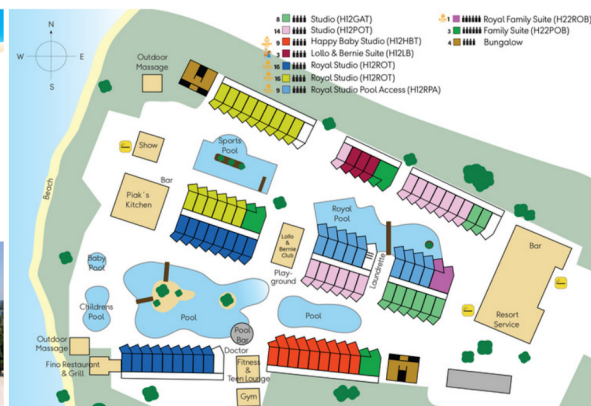 N
W
E
S
8 Studio (H12GAT)
14 Studio (H12POT)
9 Happy Baby Studio (H12HBT)
3 Lollo & Bernie Suite (H12LB)
16 Royal Studio (H12ROT)
16 Royal Studio (H12ROT)
9 Royal Studio Pool Access (H12RPA)
1 Royal Family Suite (H22ROB)
3 Family Suite (H22POB)
4 Bungalow
Outdoor
Massage
Show
Sports
Pool
Bar
Piak´s
Kitchen
Beach
Royal
Pool
Lollo
&
Bernie
Club
Play-
ground
Laundrette
Bar
Resort
Service
Baby
Pool
Childrens
Pool
Pool
Pool
Pool
Bar
Outdoor
Massage
Fino Restaurant
& Grill
Doctor
Fitness &
Teen Lounge
Gym